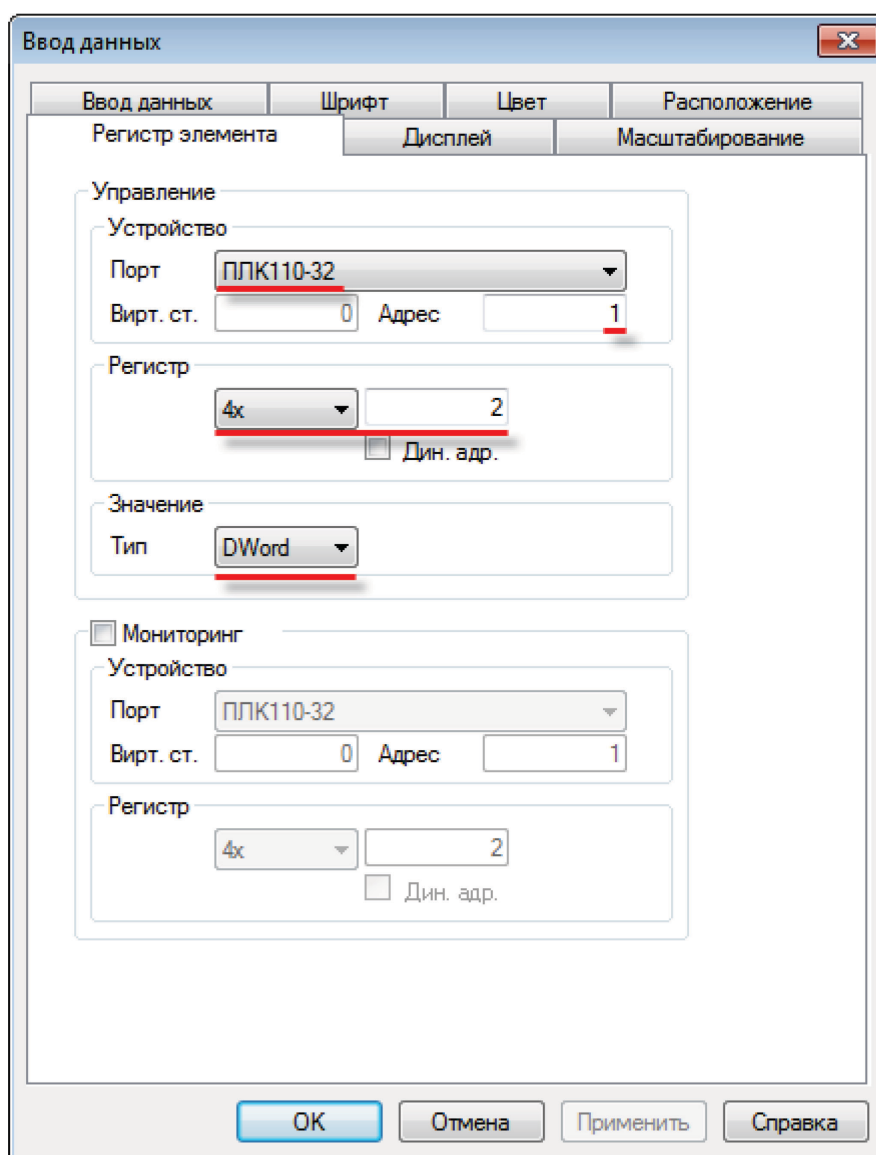 Ввод данных
Ввод данных Шрифт Цвет Расположение
Регистр элемента Дисплей Масштабирование
Управление
Устройство
Порт ПЛК110-32
Вирт. ст. 0 Адрес 1
Регистр
4x 2
Дин. адр.
Значение
Тип DWord
Мониторинг
Устройство
Порт ПЛК110-32
Вирт. ст. 0 Адрес 1
Регистр
4x 2
Дин. адр.
OK Отмена Применить Справка